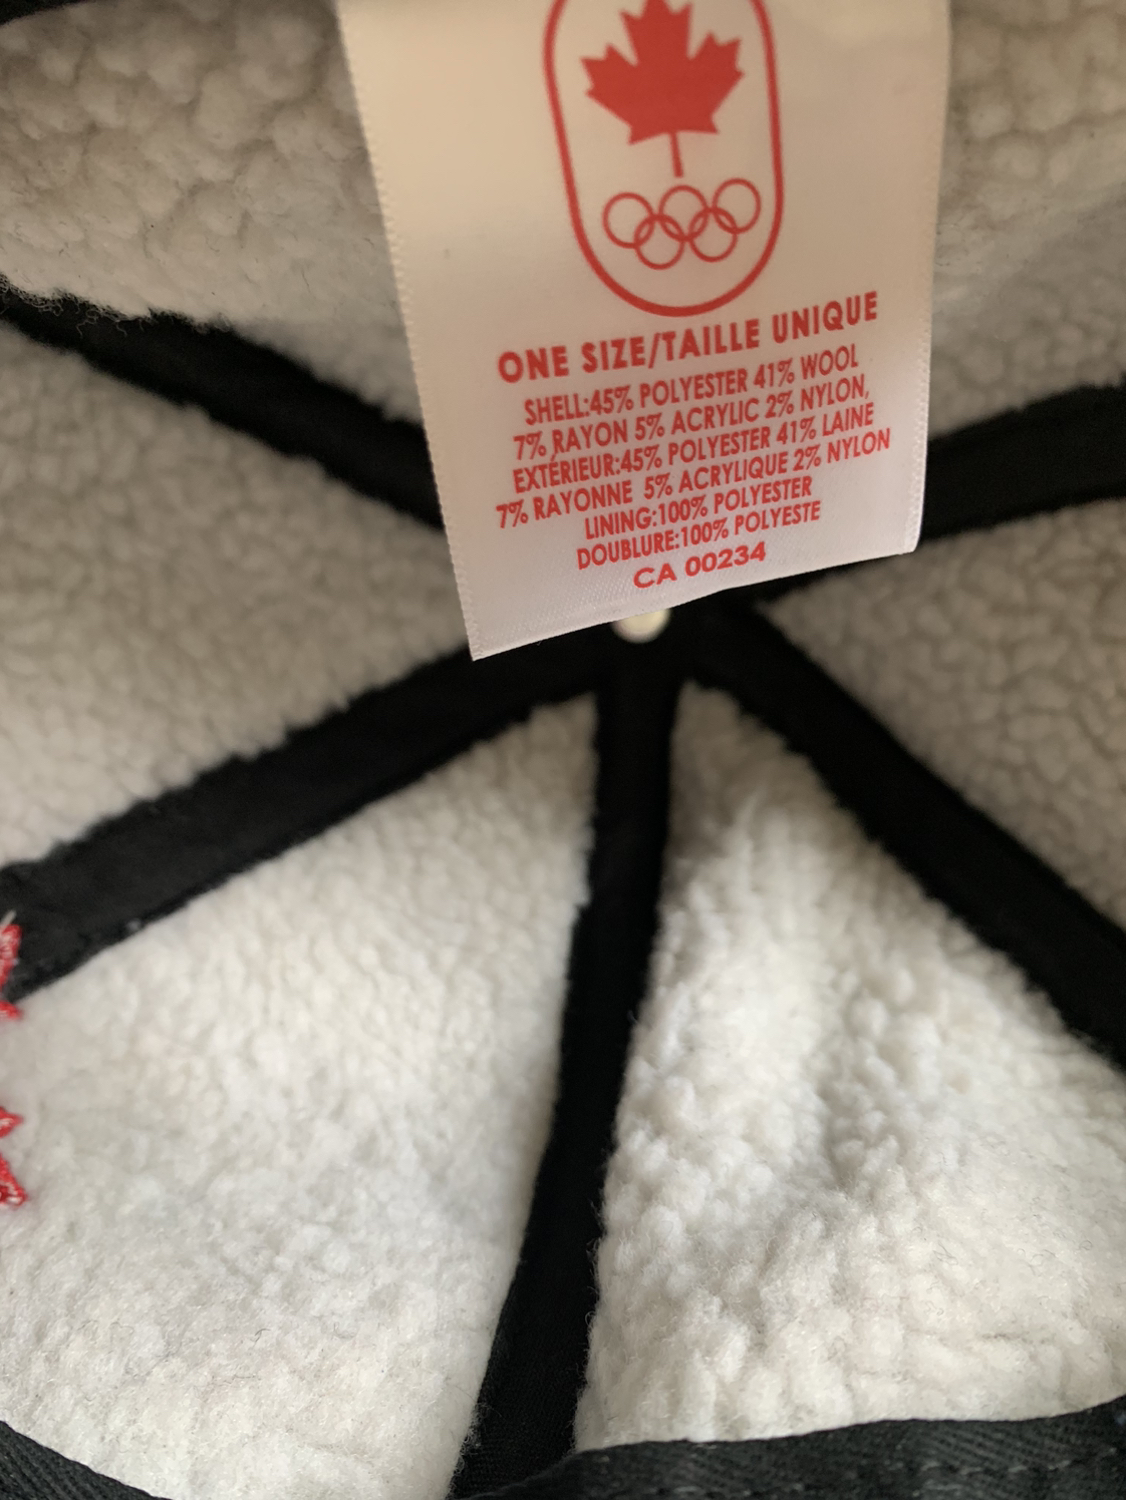 ONE SIZE/TAILLE UNIQUE
SHELL:45% POLYESTER 41% WOOL
7% RAYON 5% ACRYLIC 2% NYLON,
EXTÉRIEUR:45% POLYESTER 41% LAINE
7% RAYONNE 5% ACRYLIQUE 2% NYLON
LINING:100% POLYESTER
DOUBLURE:100% POLYESTE
CA 00234